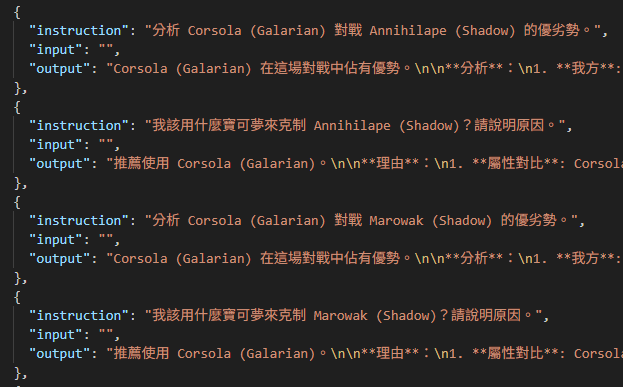 {
"instruction": "分析 Corsola (Galarian) 對戰 Annihilape (Shadow) 的優劣勢。",
"input": "",
"output": "Corsola (Galarian) 在這場對戰中佔有優勢。\n\n**分析**：\n1. **我方**:
},
{
"instruction": "我該用什麼寶可夢來克制 Annihilape (Shadow)？請說明原因。",
"input": "",
"output": "推薦使用 Corsola (Galarian)。\n\n**理由**：\n1. **屬性對比**: Corsola
},
{
"instruction": "分析 Corsola (Galarian) 對戰 Marowak (Shadow) 的優劣勢。",
"input": "",
"output": "Corsola (Galarian) 在這場對戰中佔有優勢。\n\n**分析**：\n1. **我方**:
},
{
"instruction": "我該用什麼寶可夢來克制 Marowak (Shadow)？請說明原因。",
"input": "",
"output": "推薦使用 Corsola (Galarian)。\n\n**理由**：\n1. **屬性對比**: Corsola
},